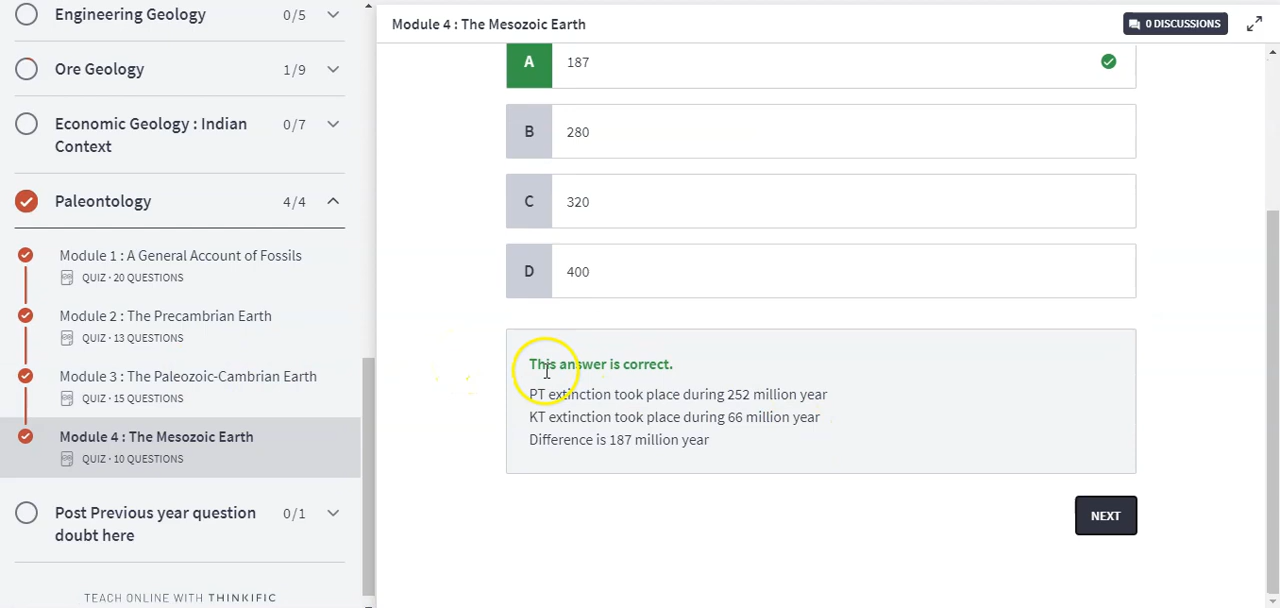 Engineering Geology 0/5
Ore Geology 1/9
Economic Geology : Indian 0/7
Context
Paleontology 4/4
Module 1 : A General Account of Fossils
QUIZ · 20 QUESTIONS
Module 2 : The Precambrian Earth
QUIZ · 13 QUESTIONS
Module 3 : The Paleozoic-Cambrian Earth
QUIZ · 15 QUESTIONS
Module 4 : The Mesozoic Earth
QUIZ · 10 QUESTIONS
Post Previous year question 0/1
doubt here
TEACH ONLINE WITH THINKIFIC
Module 4 : The Mesozoic Earth
0 DISCUSSIONS
A 187
B 280
C 320
D 400
This answer is correct.
PT extinction took place during 252 million year
KT extinction took place during 66 million year
Difference is 187 million year
NEXT